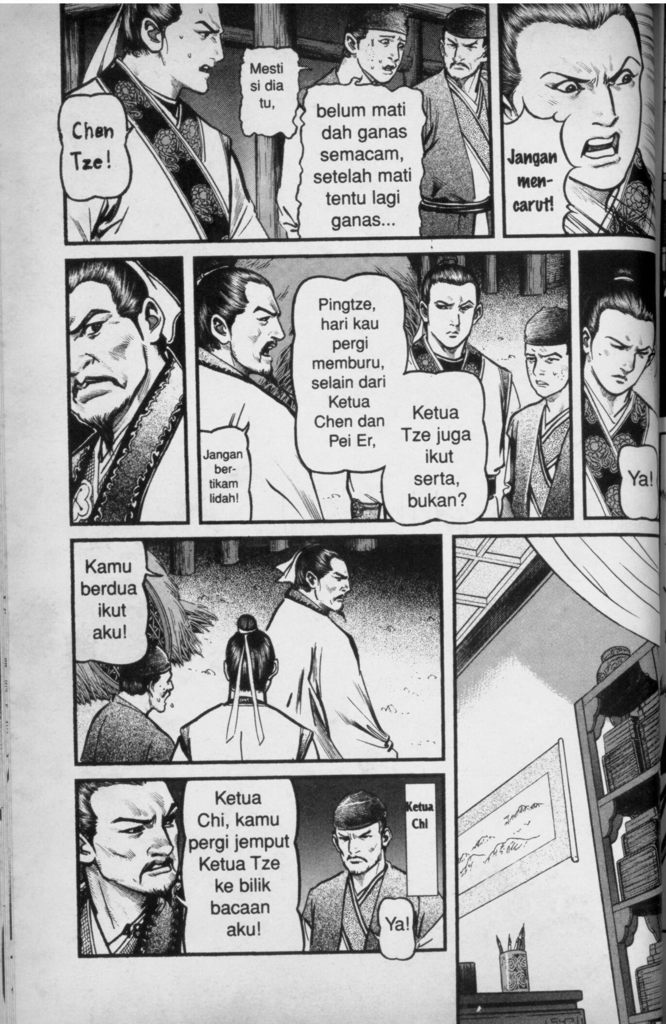 Chen
Tze!
Mesti
si dia
tu,
belum mati
dah ganas
semacam,
setelah mati
tentu lagi
ganas...
Jangan
men-
carut!
Jangan
ber-
tikam
lidah!
Pingtze,
hari kau
pergi
memburu,
selain dari
Ketua
Chen dan
Pei Er,
Ketua
Tze juga
ikut
serta,
bukan?
Ya!
Kamu
berdua
ikut
aku!
Ketua
Chi, kamu
pergi jemput
Ketua Tze
ke bilik
bacaan
aku!
Ketua
Chi
Ya!